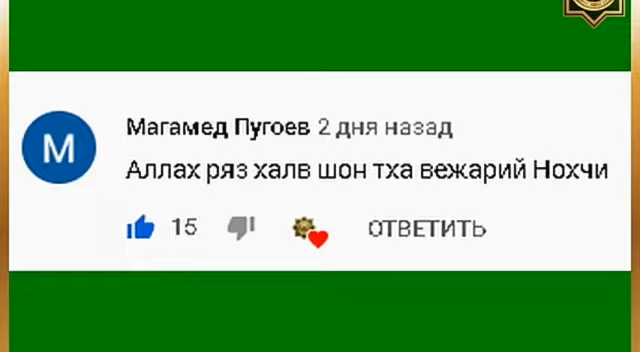 Магамед Пугоев 2 дня назад
М
Аллах ряз халв шон тха вежарий Нохчи
15
ОТВЕТИТЬ